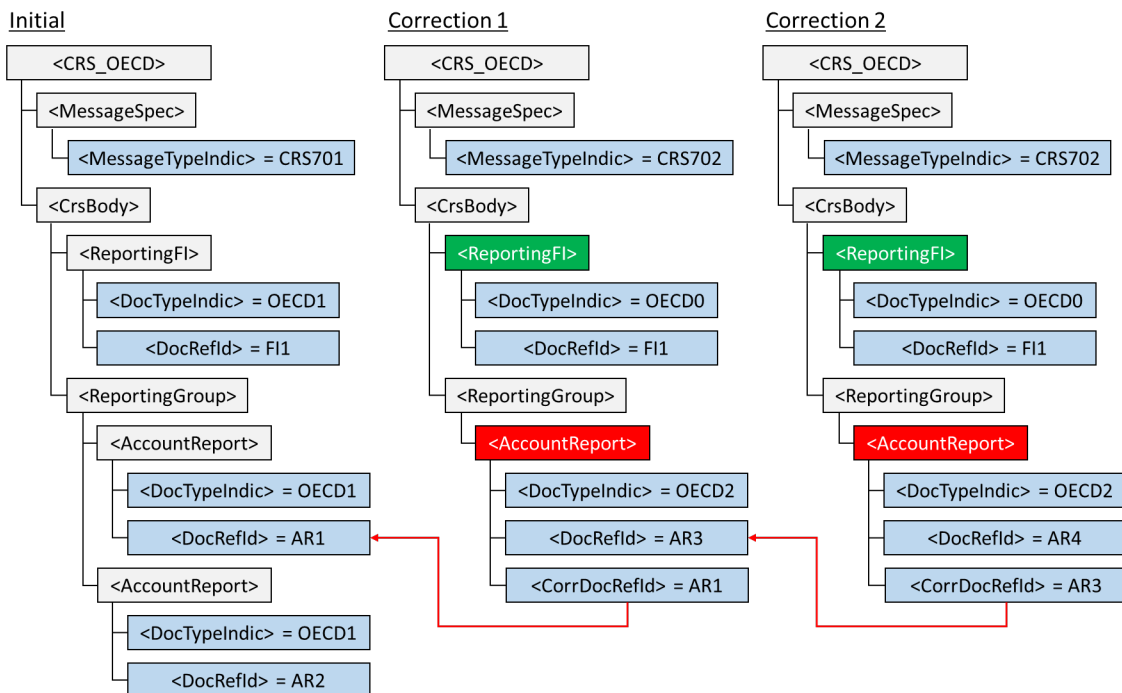 Initial
<CRS_OECD>
<MessageSpec>
<MessageTypeIndic> = CRS701
<CrsBody>
<ReportingFI>
<DocTypeIndic> = OECD1
<DocRefId> = FI1
<ReportingGroup>
<AccountReport>
<DocTypeIndic> = OECD1
<DocRefId> = AR1
<AccountReport>
<DocTypeIndic> = OECD1
<DocRefId> = AR2
Correction 1
<CRS_OECD>
<MessageSpec>
<MessageTypeIndic> = CRS702
<CrsBody>
<ReportingFI>
<DocTypeIndic> = OECD0
<DocRefId> = FI1
<ReportingGroup>
<AccountReport>
<DocTypeIndic> = OECD2
<DocRefId> = AR3
<CorrDocRefId> = AR1
Correction 2
<CRS_OECD>
<MessageSpec>
<MessageTypeIndic> = CRS702
<CrsBody>
<ReportingFI>
<DocTypeIndic> = OECD0
<DocRefId> = FI1
<ReportingGroup>
<AccountReport>
<DocTypeIndic> = OECD2
<DocRefId> = AR4
<CorrDocRefId> = AR3